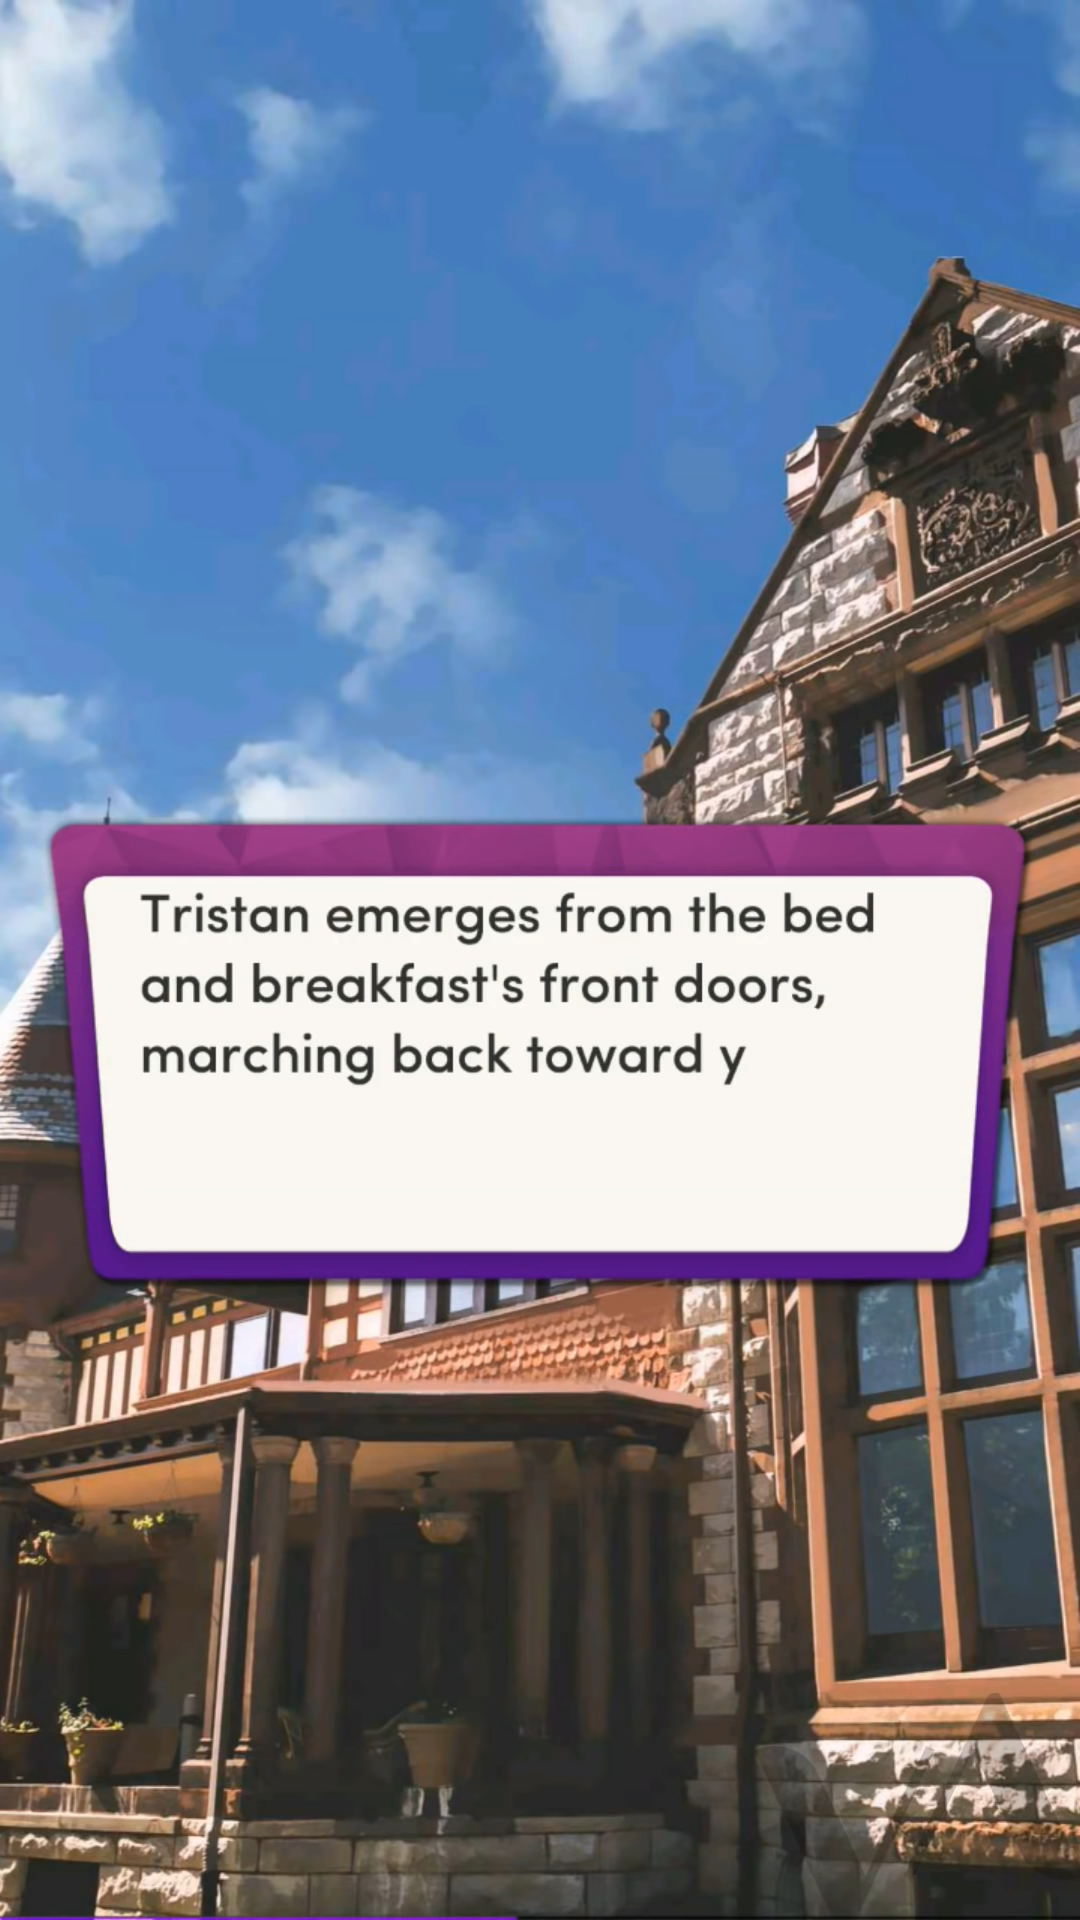 Tristan emerges from the bed
and breakfast's front doors,
marching back toward y